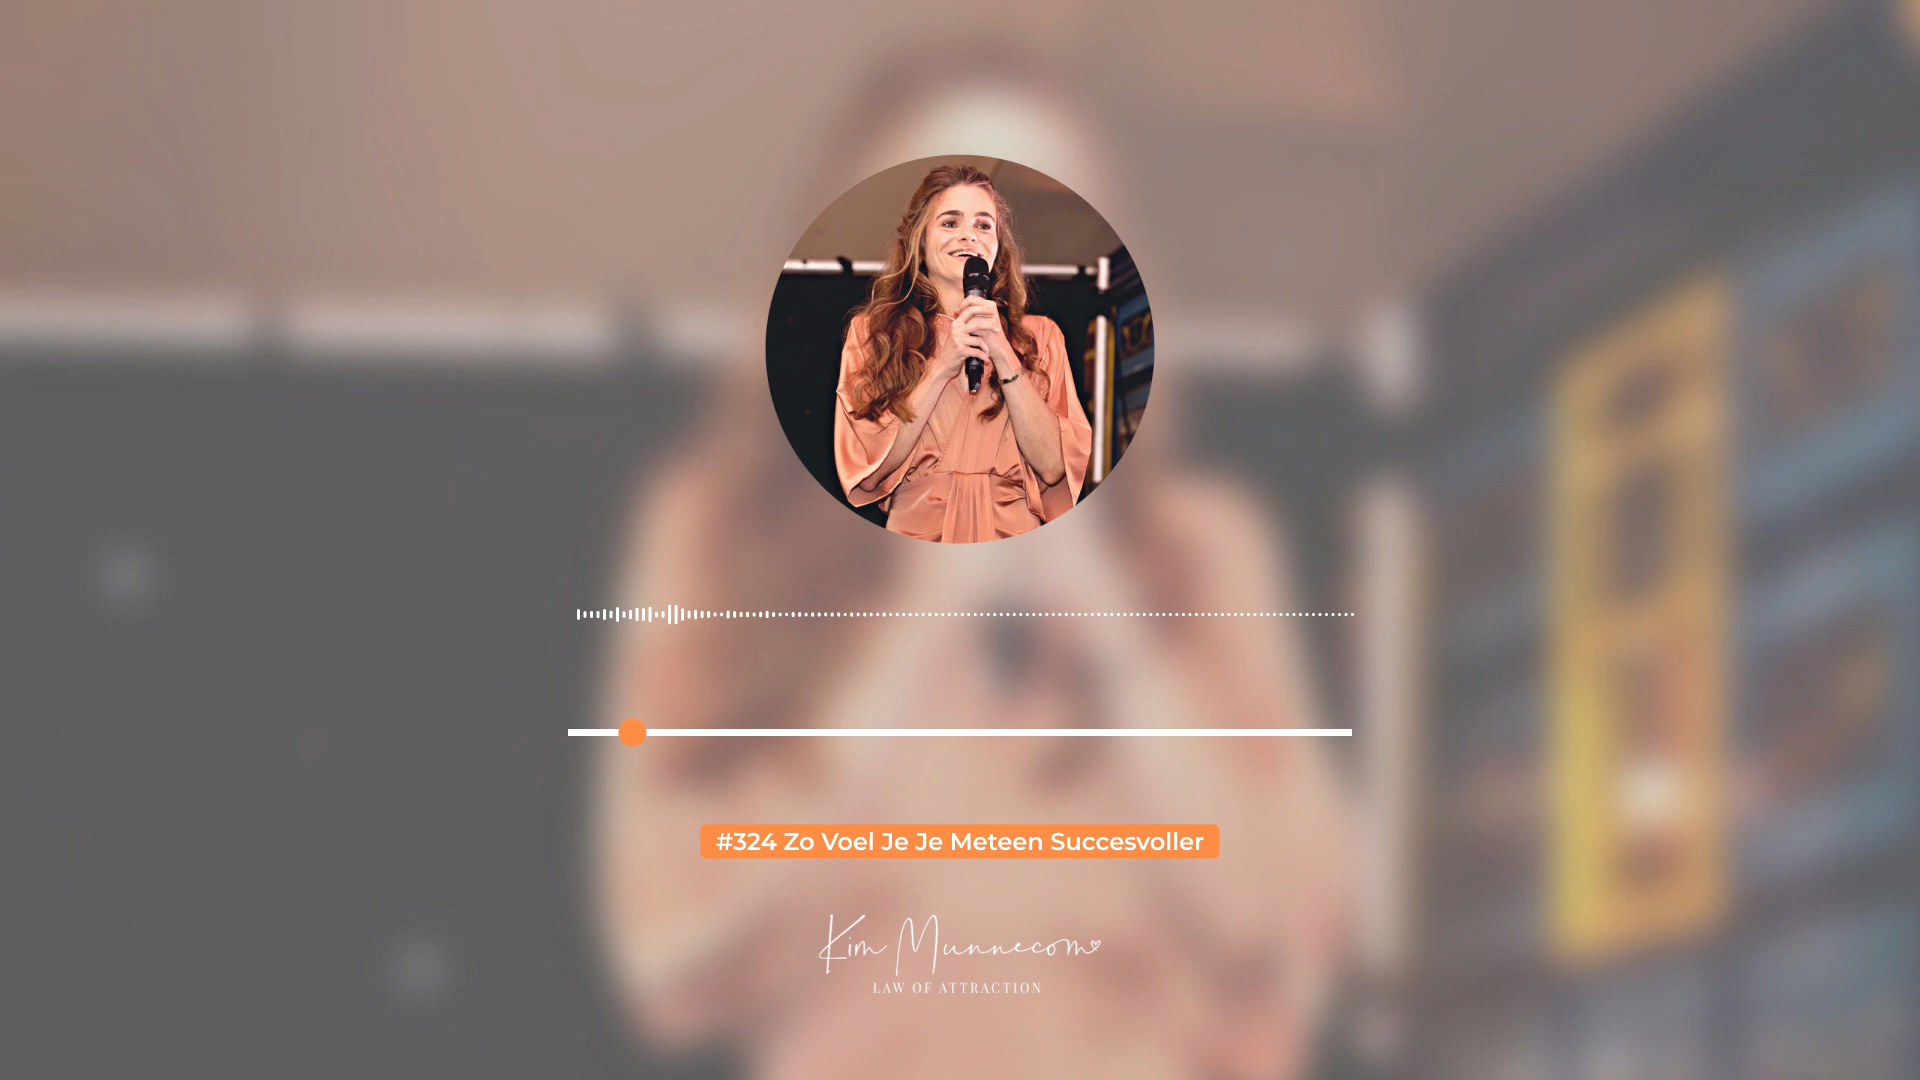 #324 Zo Voel Je Je Meteen Succesvoller
Kim Munnecom
LAW OF ATTRACTION